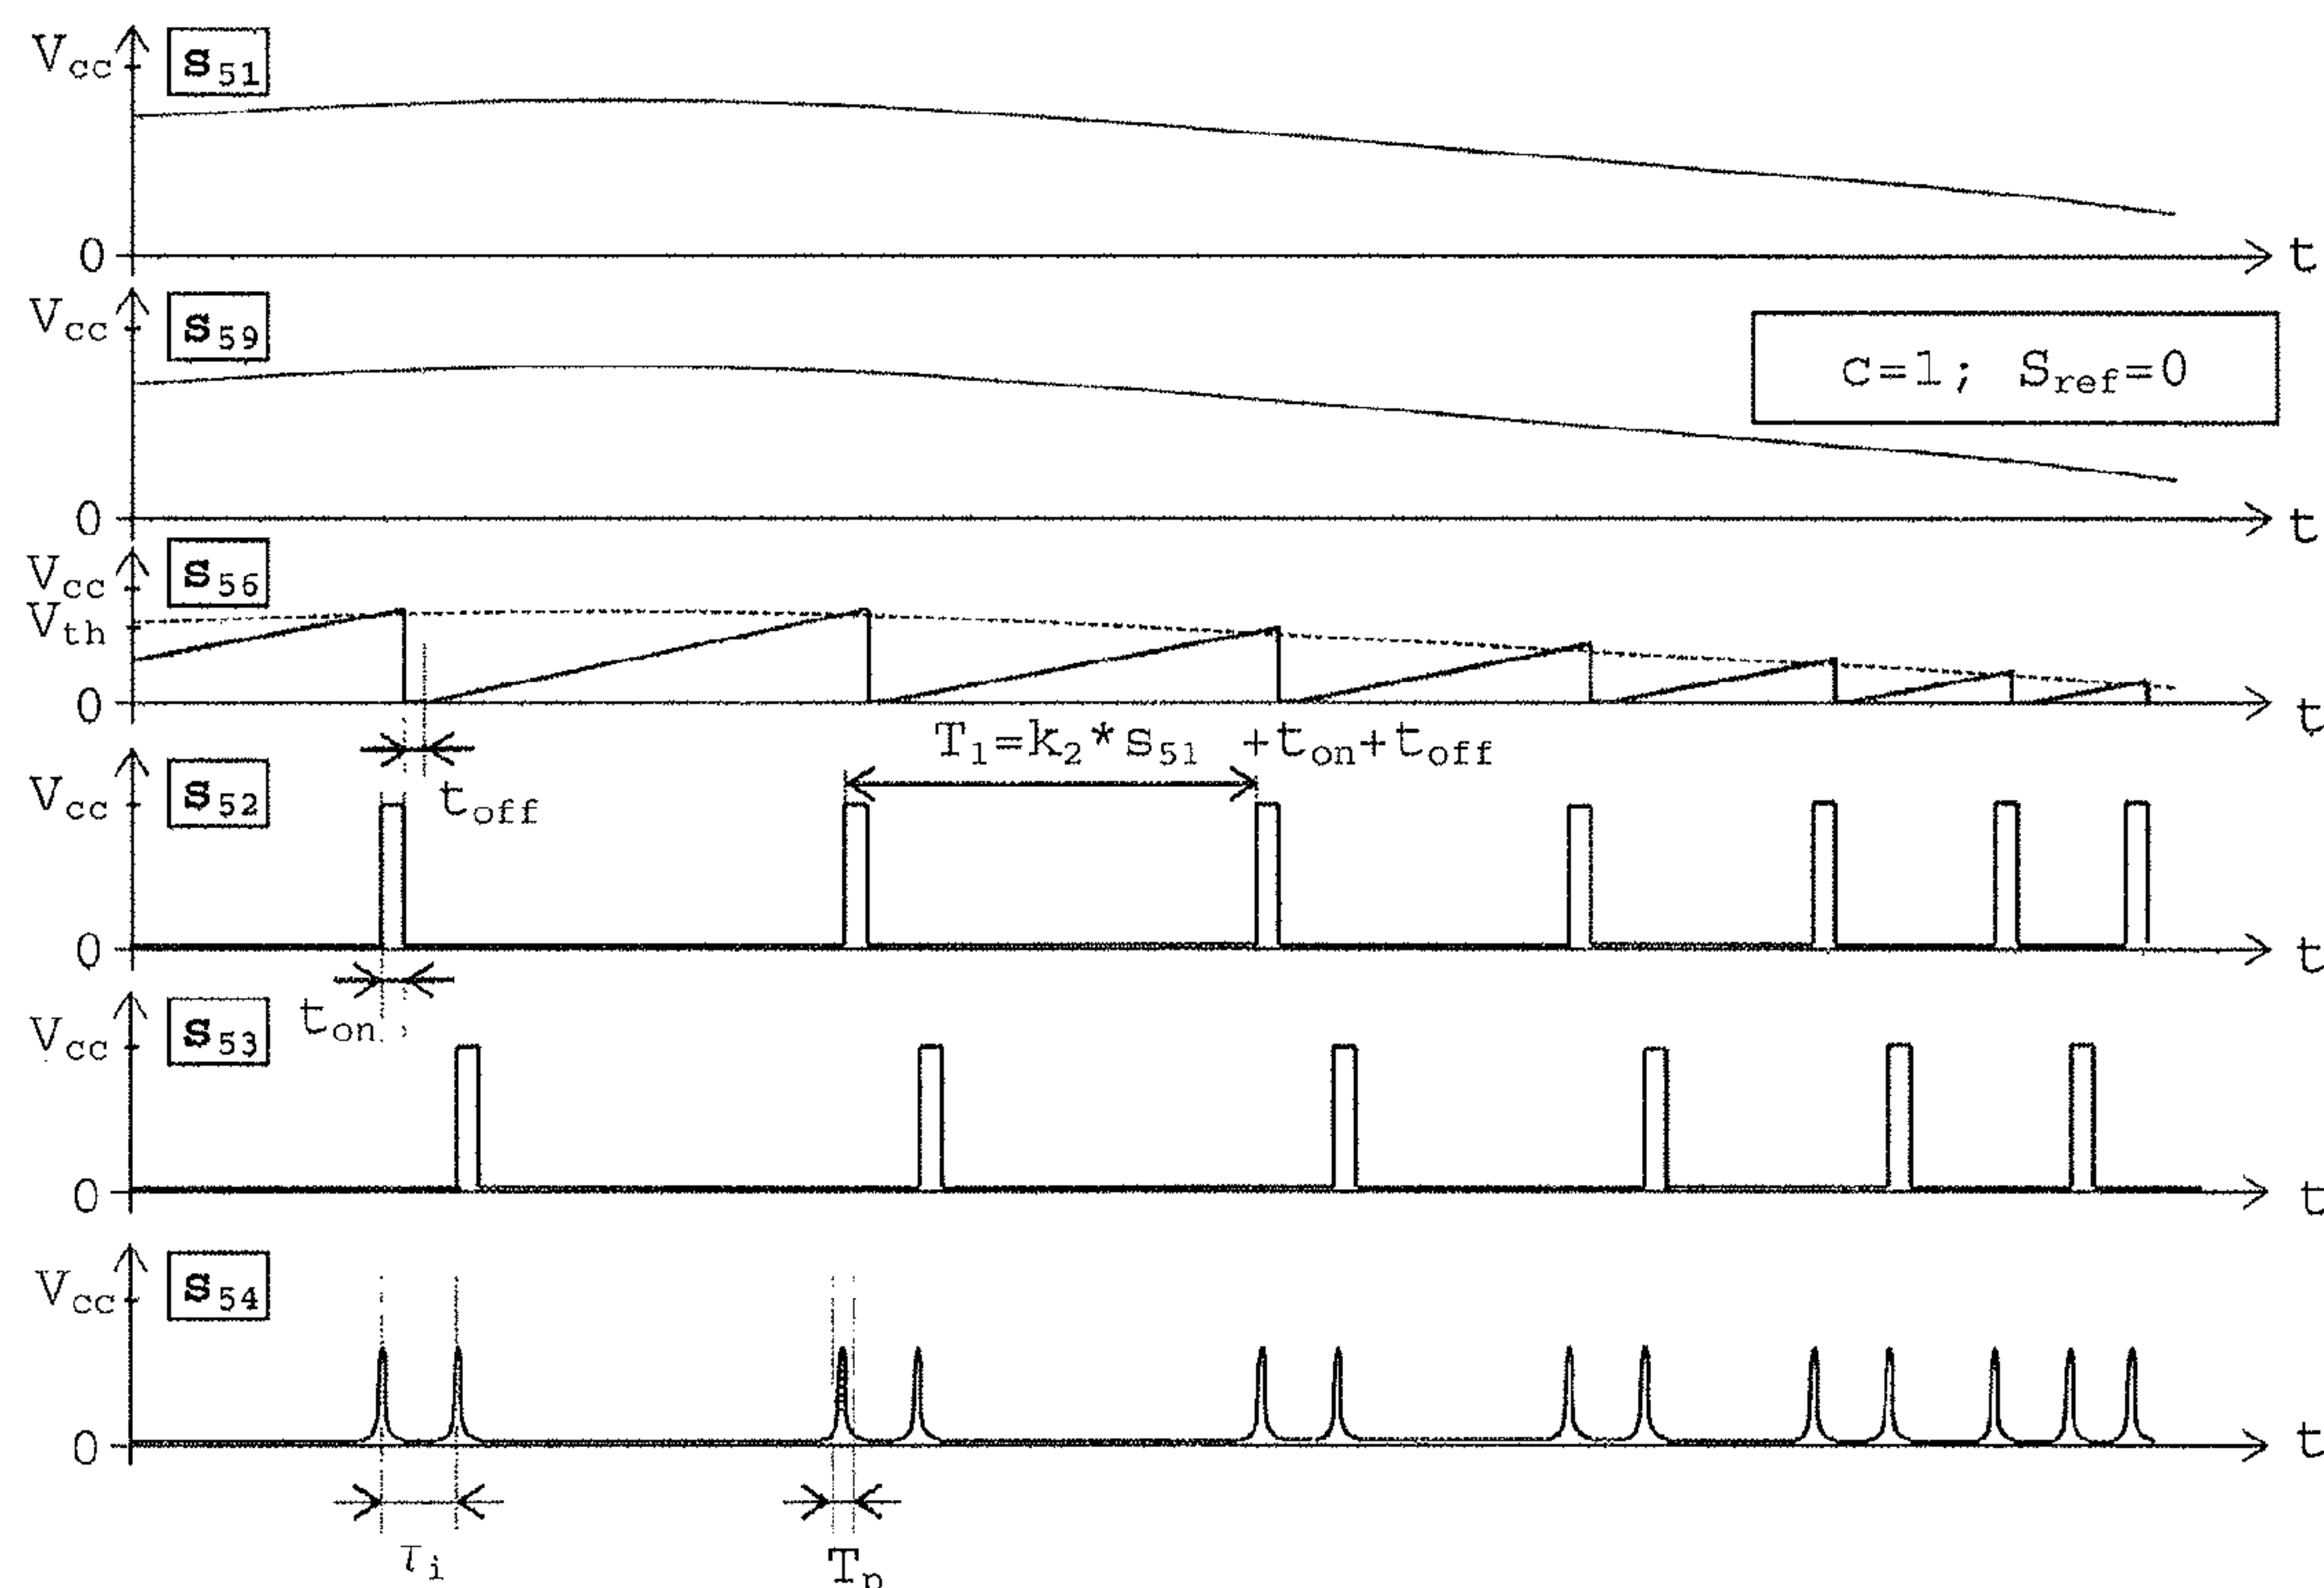 Vcc s51
0 t
Vcc s59
c=1; Sref=0
0 t
Vcc s56
Vth
0 t
T1=k2*s51 +ton+toff
Vcc s52 toff
0 t
ton
Vcc s53
0 t
Vcc s54
0 t
τi Tp